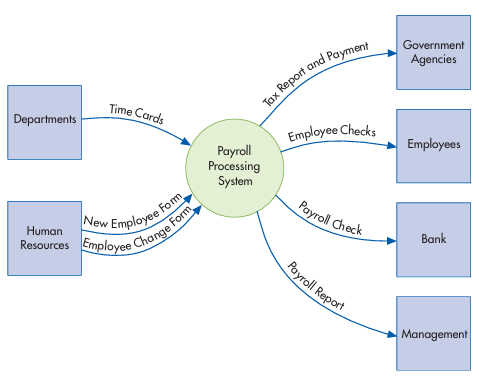 Government
Agencies
Tax Report and Payment
Departments
Time Cards
Employee Checks
Employees
Payroll
Processing
System
New Employee Form
Human
Resources
Employee Change Form
Payroll Check
Bank
Payroll Report
Management